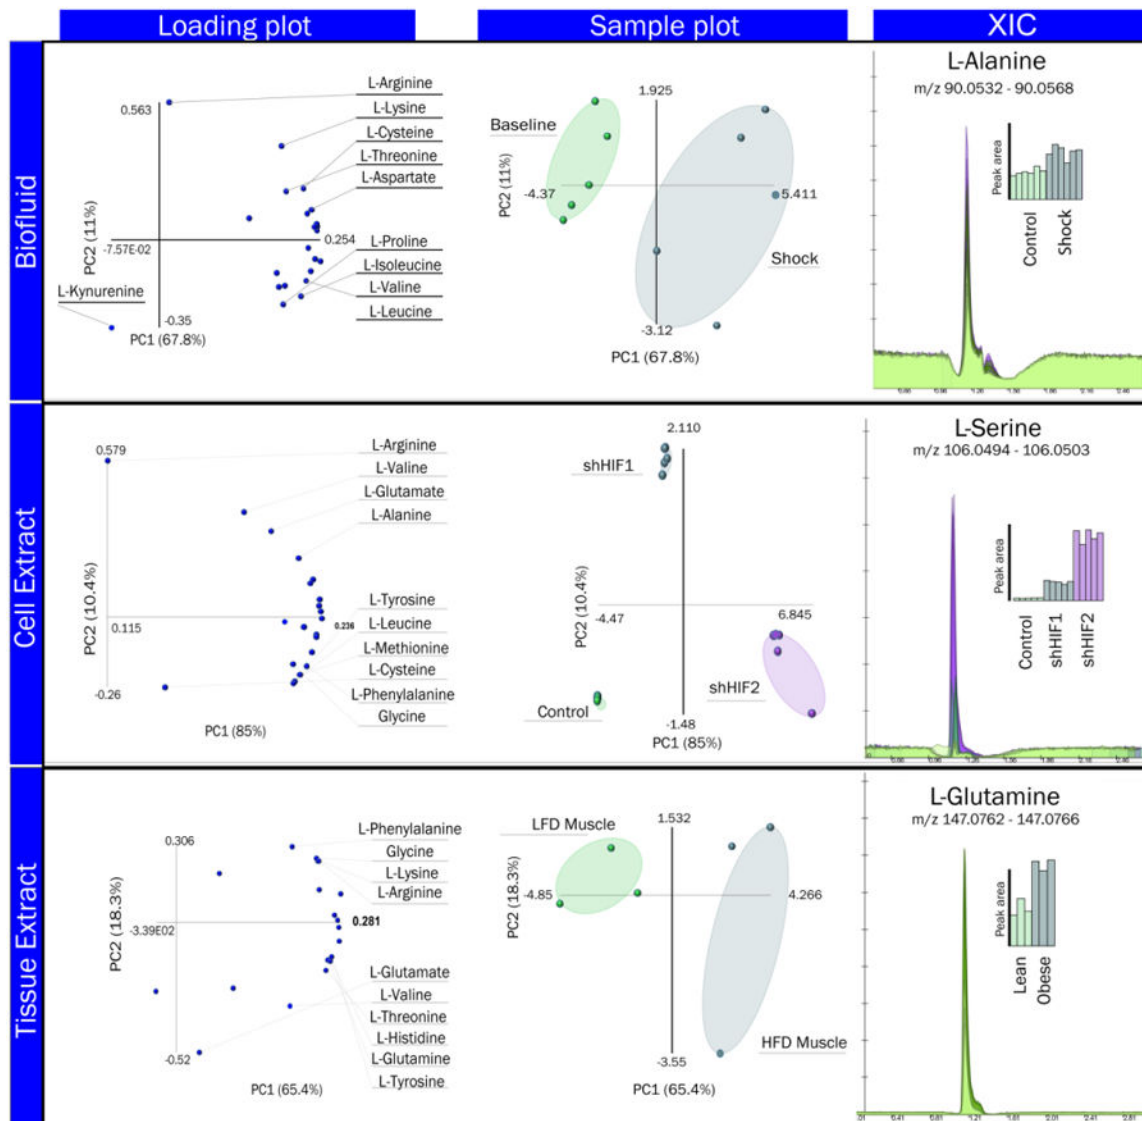 Loading plot
Sample plot
XIC
Biofluid
L-Arginine
L-Lysine
L-Cysteine
L-Threonine
L-Aspartate
L-Proline
L-Isoleucine
L-Valine
L-Leucine
L-Kynurenine
0.563
0.254
-7.57E-02
-0.35
PC2 (11%)
PC1 (67.8%)
Baseline
Shock
1.925
-4.37
5.411
-3.12
PC2 (11%)
PC1 (67.8%)
L-Alanine
m/z 90.0532 - 90.0568
Peak area
Control
Shock
Cell Extract
0.579
L-Arginine
L-Valine
L-Glutamate
L-Alanine
L-Tyrosine
L-Leucine
L-Methionine
L-Cysteine
L-Phenylalanine
Glycine
0.115
0.236
-0.26
PC2 (10.4%)
PC1 (85%)
2.110
shHIF1
-4.47
6.845
shHIF2
Control
-1.48
PC2 (10.4%)
PC1 (85%)
L-Serine
m/z 106.0494 - 106.0503
Peak area
Control
shHIF1
shHIF2
Tissue Extract
0.306
L-Phenylalanine
Glycine
L-Lysine
L-Arginine
0.281
-3.39E02
L-Glutamate
L-Valine
L-Threonine
L-Histidine
L-Glutamine
L-Tyrosine
-0.52
PC2 (18.3%)
PC1 (65.4%)
LFD Muscle
1.532
-4.85
4.266
HFD Muscle
-3.55
PC2 (18.3%)
PC1 (65.4%)
L-Glutamine
m/z 147.0762 - 147.0766
Peak area
Lean
Obese